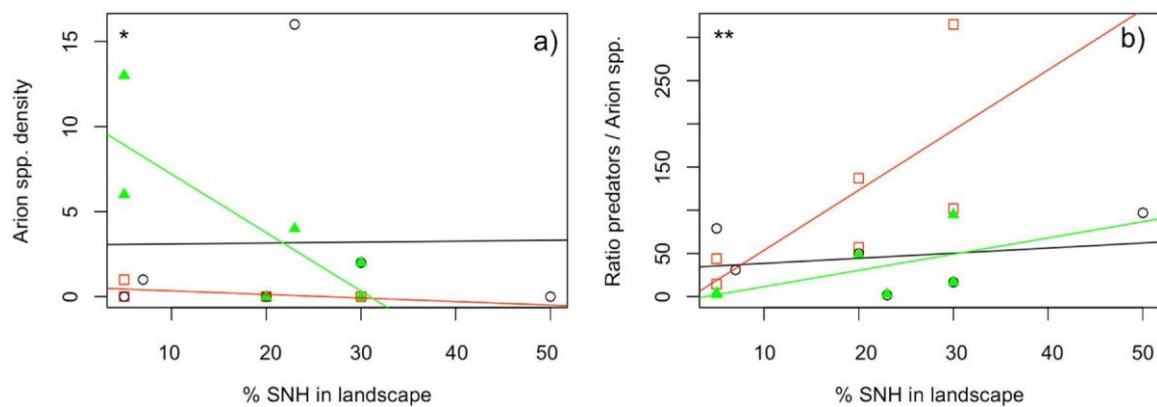 * a)
Arion spp. density
15
10
5
0
10 20 30 40 50
% SNH in landscape
** b)
Ratio predators / Arion spp.
250
150
50
0
10 20 30 40 50
% SNH in landscape